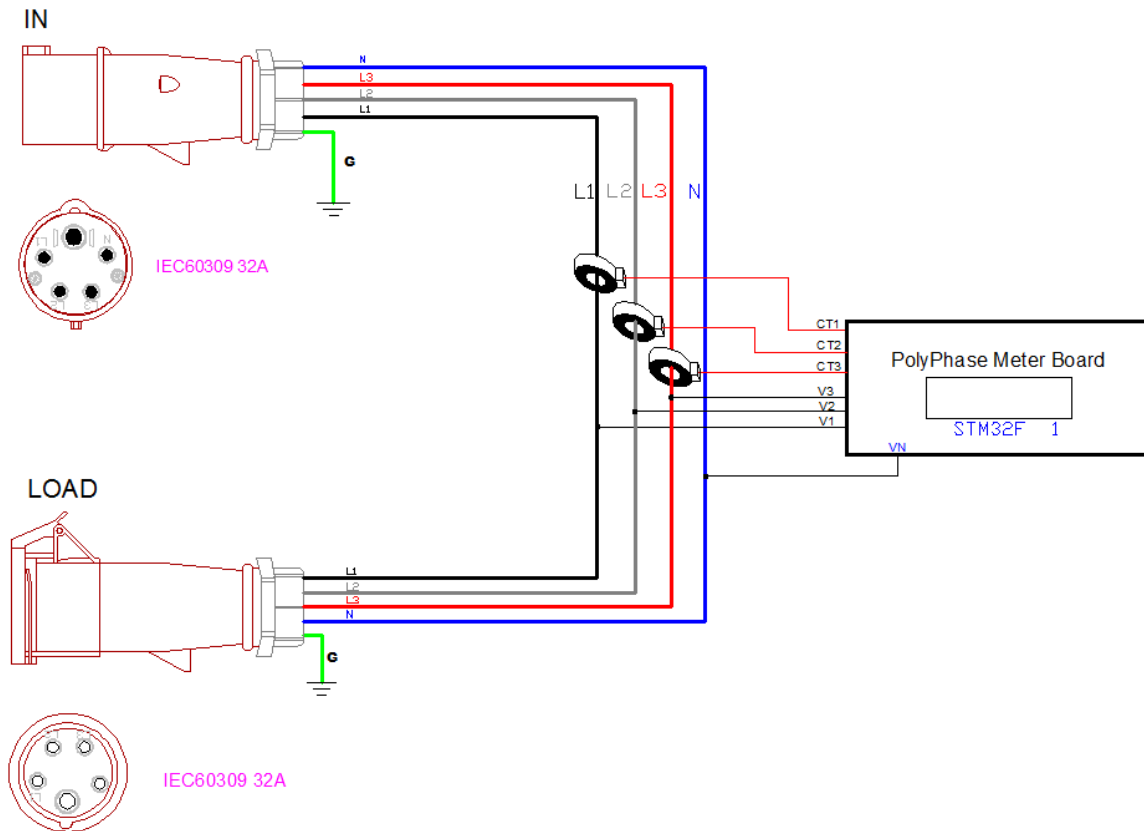 IN
N
L3
L2
L1
G
L1 L2 L3 N
IEC60309 32A
CT1
CT2
CT3
PolyPhase Meter Board
V3
V2
V1
STM32F 1
VN
LOAD
L1
L2
L3
N
G
IEC60309 32A